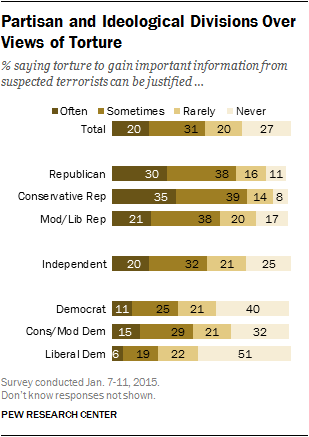 Partisan and Ideological Divisions Over
Views of Torture
% saying torture to gain important information from
suspected terrorists can be justified ...
Often Sometimes Rarely Never
Total 20 31 20 27
Republican 30 38 16 11
Conservative Rep 35 39 14 8
Mod/Lib Rep 21 38 20 17
Independent 20 32 21 25
Democrat 11 25 21 40
Cons/Mod Dem 15 29 21 32
Liberal Dem 6 19 22 51
Survey conducted Jan. 7-11, 2015.
Don't know responses not shown.
PEW RESEARCH CENTER